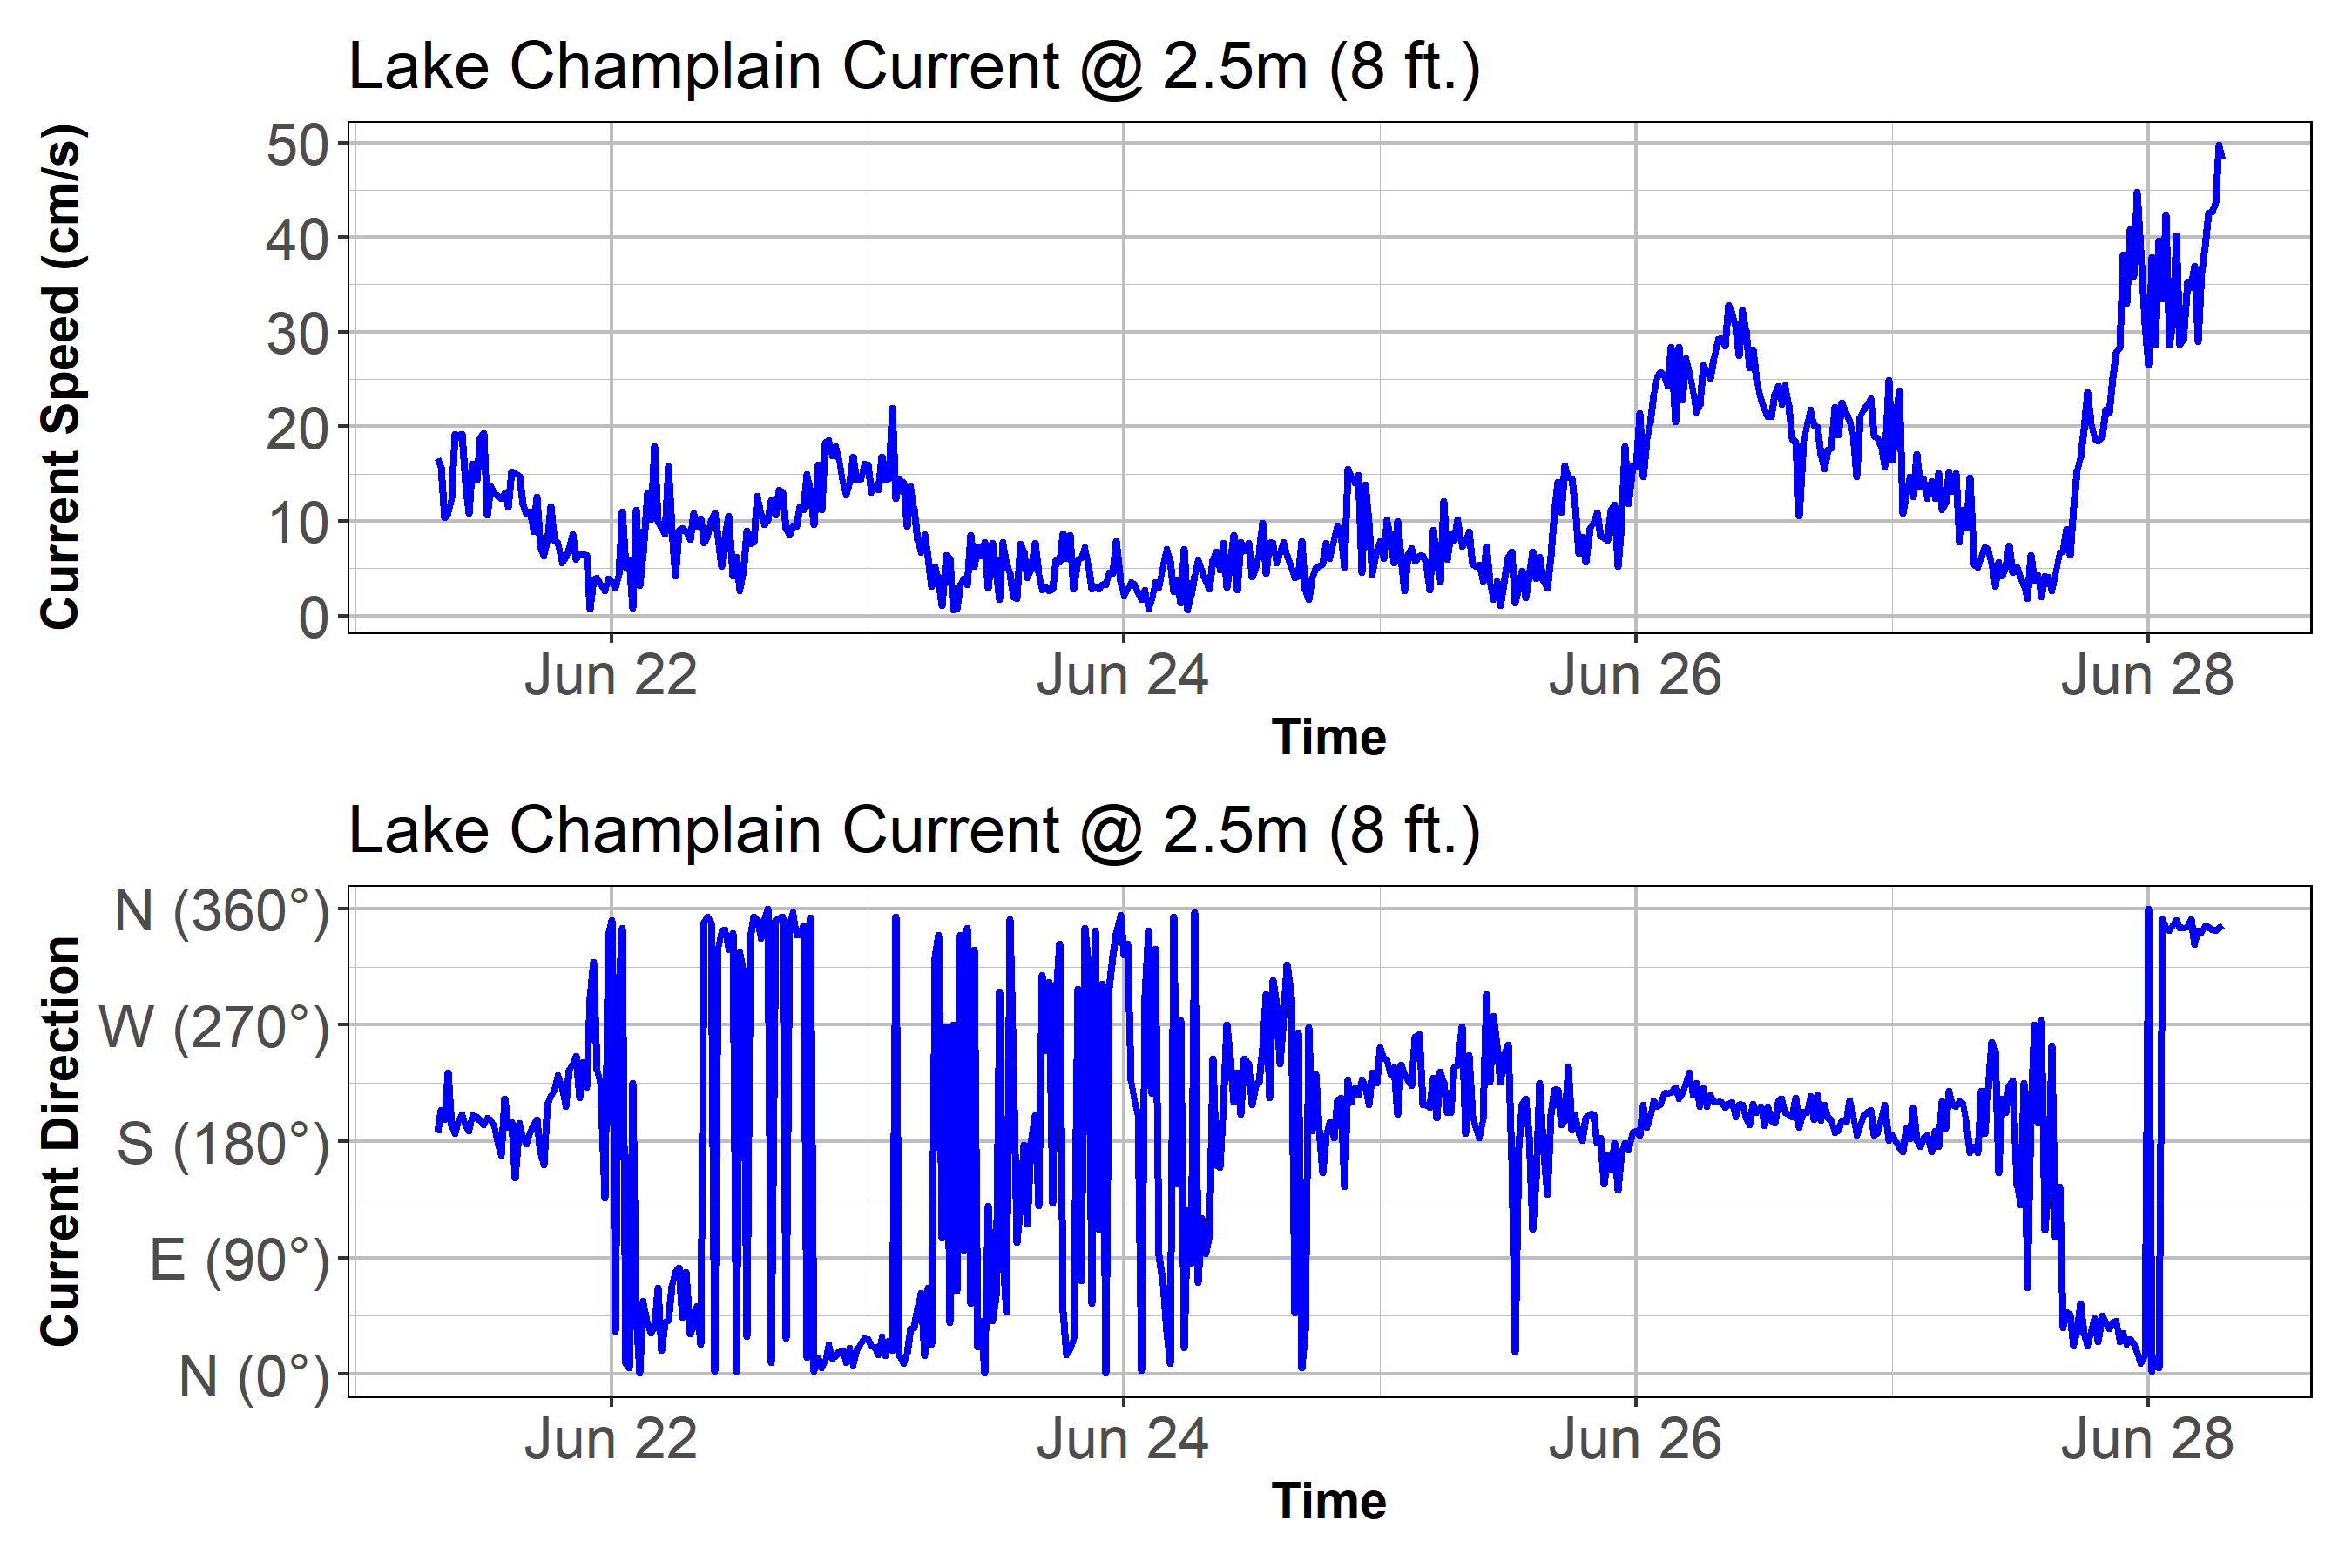 Lake Champlain Current @ 2.5m (8 ft.)
Current Speed (cm/s)
50
40
30
20
10
0
Jun 22 Jun 24 Jun 26 Jun 28
Time
Lake Champlain Current @ 2.5m (8 ft.)
Current Direction
N (360°)
W (270°)
S (180°)
E (90°)
N (0°)
Jun 22 Jun 24 Jun 26 Jun 28
Time